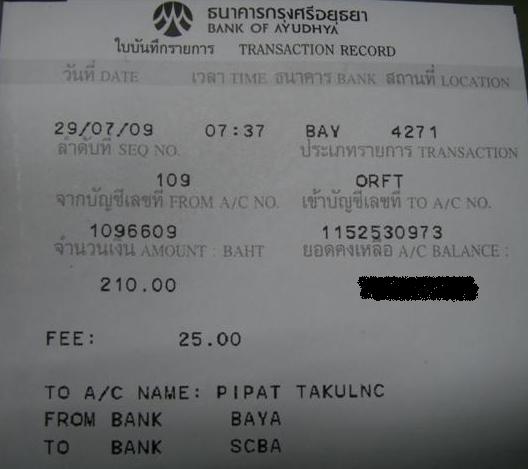 ธนาคารกรุงศรีอยุธยา
BANK OF AYUDHYA
ใบบันทึกรายการ TRANSACTION RECORD
วันที่ DATE เวลา TIME ธนาคาร BANK สถานที่ LOCATION
29/07/09 07:37 BAY 4271
ลำดับที่ SEQ NO. ประเภทรายการ TRANSACTION
109 ORFT
จากบัญชีเลขที่ FROM A/C NO. เข้าบัญชีเลขที่ TO A/C NO.
1096609 1152530973
จำนวนเงิน AMOUNT : BAHT ยอดคงเหลือ A/C BALANCE :
210.00
FEE: 25.00
TO A/C NAME: PIPAT TAKULNC
FROM BANK BAYA
TO BANK SCBA